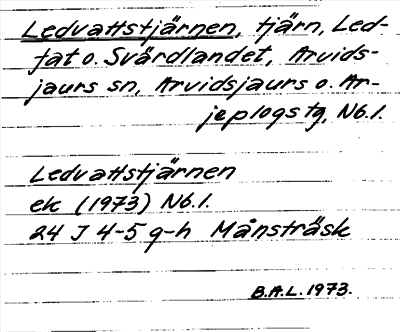 Ledvattstjärnen, tjärn, Led-
fat o. Svärdlandet, Arvids-
jaurs sn, Arvidsjaurs o. Ar-
jeplogs tg, Nb. l.
Ledvattstjärnen
ek (1973) Nb. l.
24 J 4-5 g-h Månsträsk
B.A.L. 1973.